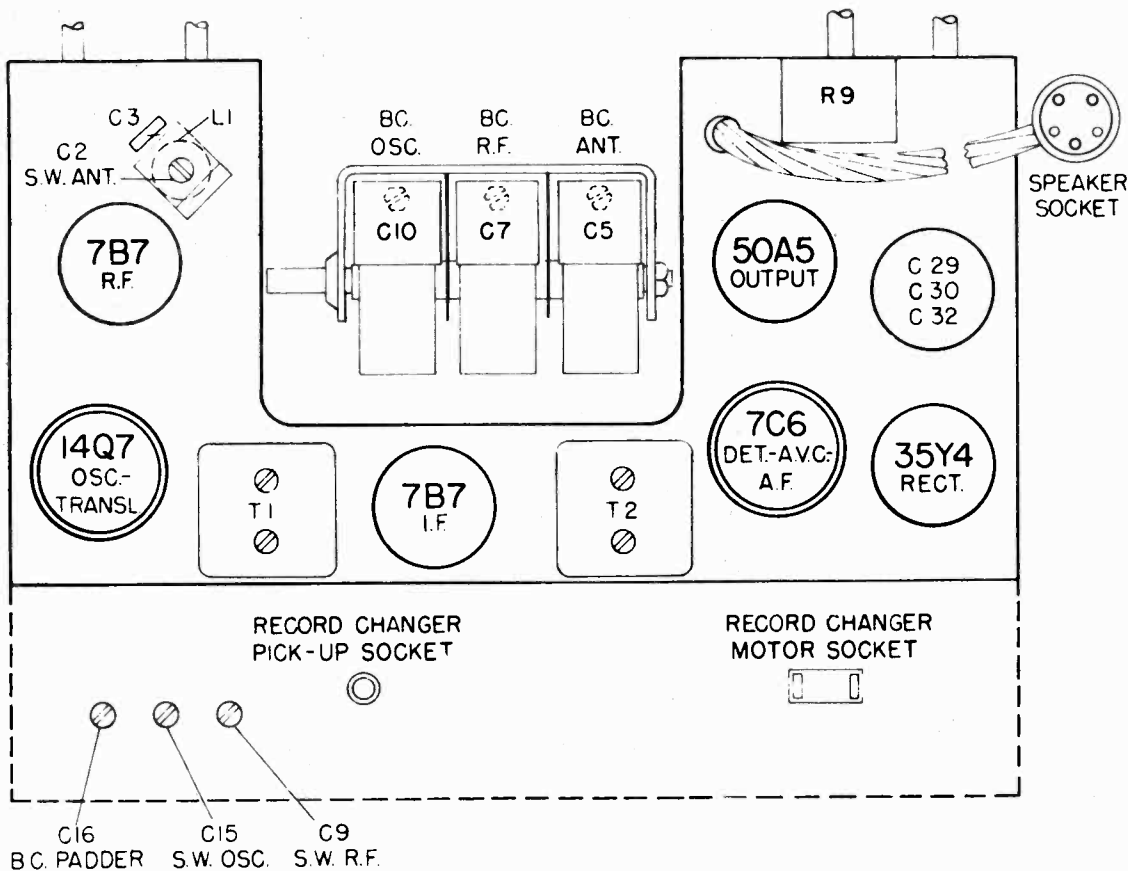 R9
C3
L1
C2
S.W. ANT.
BC.
OSC.
BC.
R.F.
BC.
ANT.
SPEAKER
SOCKET
7B7
R.F.
C10
C7
C5
50A5
OUTPUT
C 29
C 30
C 32
14Q7
OSC.-
TRANSL.
T1
7B7
I.F.
T2
7C6
DET.-A.V.C.-
A.F.
35Y4
RECT.
RECORD CHANGER
PICK-UP SOCKET
RECORD CHANGER
MOTOR SOCKET
C16
B.C. PADDER
C15
S.W. OSC.
C9
S.W. R.F.